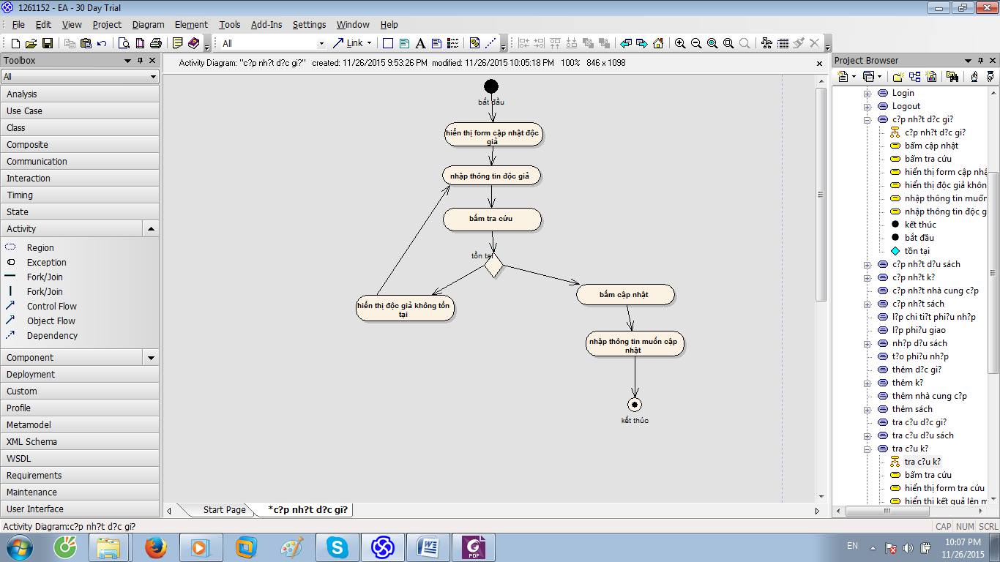 1261152 - EA - 30 Day Trial
File Edit View Project Diagram Element Tools Add-Ins Settings Window Help
All Link
Toolbox
All
Analysis
Use Case
Class
Composite
Communication
Interaction
Timing
State
Activity
Region
Exception
Fork/Join
Fork/Join
Control Flow
Object Flow
Dependency
Component
Deployment
Custom
Profile
Metamodel
XML Schema
WSDL
Requirements
Maintenance
User Interface
Activity Diagram: "c?p nh?t d?c gi?" created: 11/26/2015 9:53:26 PM modified: 11/26/2015 10:05:18 PM 100% 846 x 1098
bắt đầu
hiển thị form cập nhật độc
giả
nhập thông tin độc giả
bấm tra cứu
tồn tại
hiển thị độc giả không tồn
tại
bấm cập nhật
nhập thông tin muốn cập
nhật
kết thúc
Start Page
*c?p nh?t d?c gi?
Project Browser
Login
Logout
c?p nh?t d?c gi?
c?p nh?t d?c gi?
bấm cập nhật
bấm tra cứu
hiển thị form cập nhậ
hiển thị độc giả khôn
nhập thông tin muốn
nhập thông tin độc g
kết thúc
bắt đầu
tồn tại
c?p nh?t d?u sách
c?p nh?t k?
c?p nh?t nhà cung c?p
c?p nh?t sách
l?p chi ti?t phi?u nh?p
l?p phi?u giao
nh?p d?u sách
t?o phi?u nh?p
thêm d?c gi?
thêm k?
thêm nhà cung c?p
thêm sách
tra c?u d?c gi?
tra c?u d?u sách
tra c?u k?
tra c?u k?
bấm tra cứu
hiển thị form tra cứu
hiển thị kết quả lên m
Activity Diagram:c?p nh?t d?c gi?
CAP NUM SCRL
PDF
EN
10:07 PM
11/26/2015